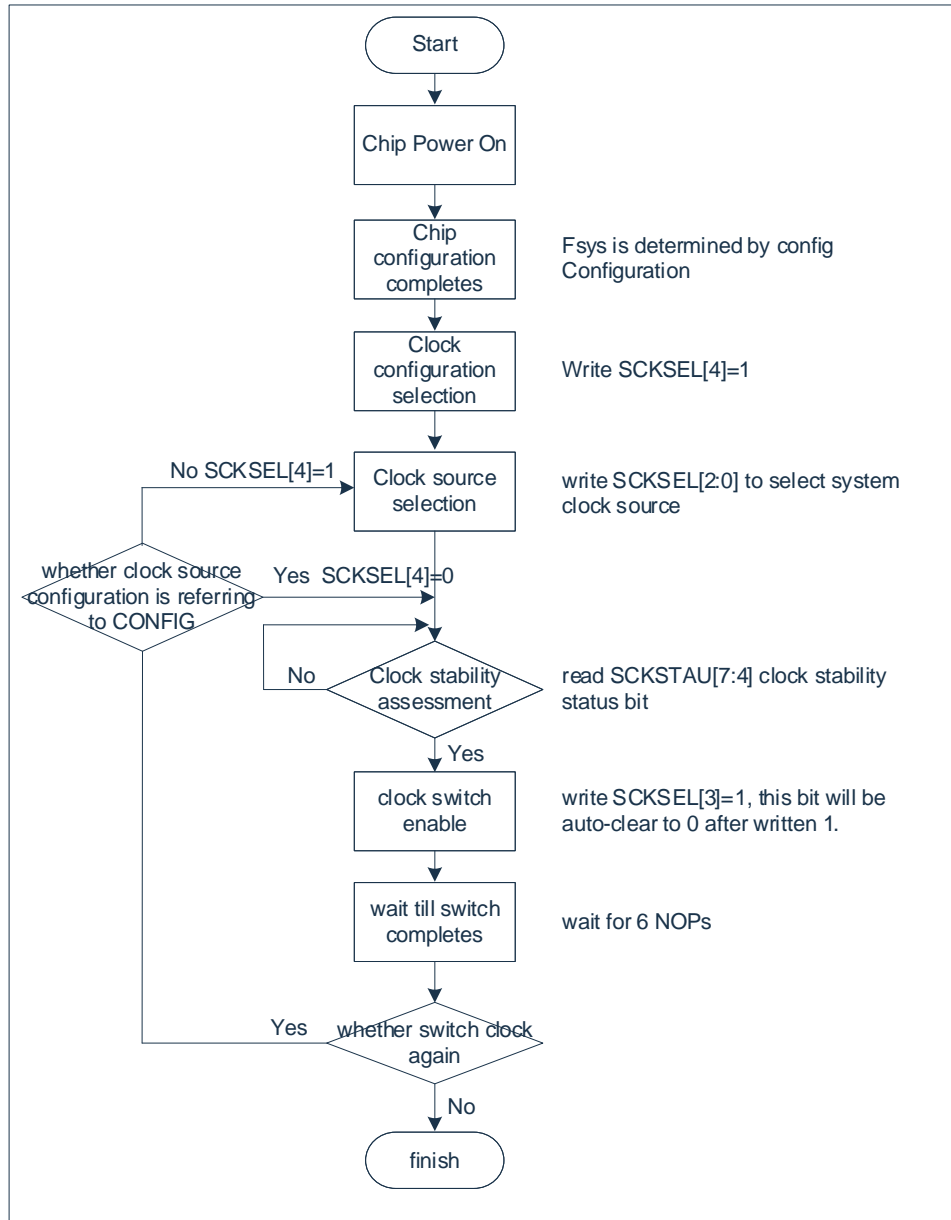 Start
Chip Power On
Chip
configuration
completes
Fsys is determined by config
Configuration
Clock
configuration
selection
Write SCKSEL[4]=1
No SCKSEL[4]=1
Clock source
selection
write SCKSEL[2:0] to select system
clock source
whether clock source
configuration is referring
to CONFIG
Yes SCKSEL[4]=0
No
Clock stability
assessment
read SCKSTAU[7:4] clock stability
status bit
Yes
clock switch
enable
write SCKSEL[3]=1, this bit will be
auto-clear to 0 after written 1.
wait till switch
completes
wait for 6 NOPs
Yes
whether switch clock
again
No
finish